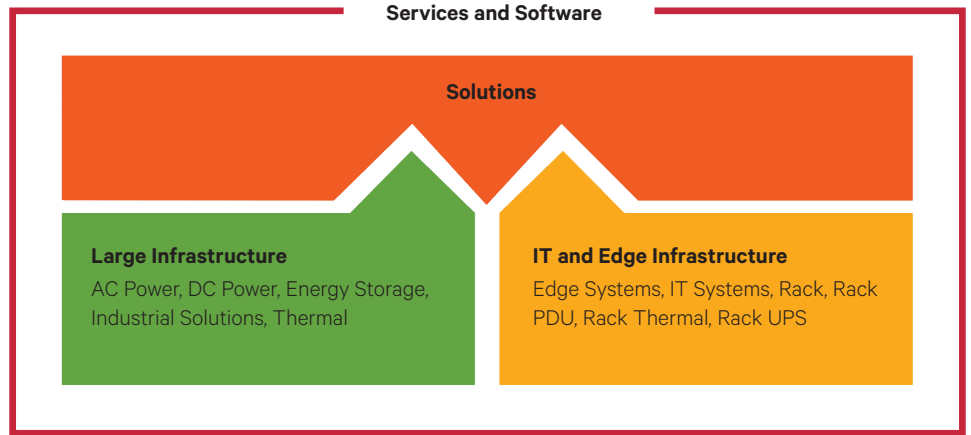 Services and Software
Solutions
Large Infrastructure
AC Power, DC Power, Energy Storage,
Industrial Solutions, Thermal
IT and Edge Infrastructure
Edge Systems, IT Systems, Rack, Rack
PDU, Rack Thermal, Rack UPS